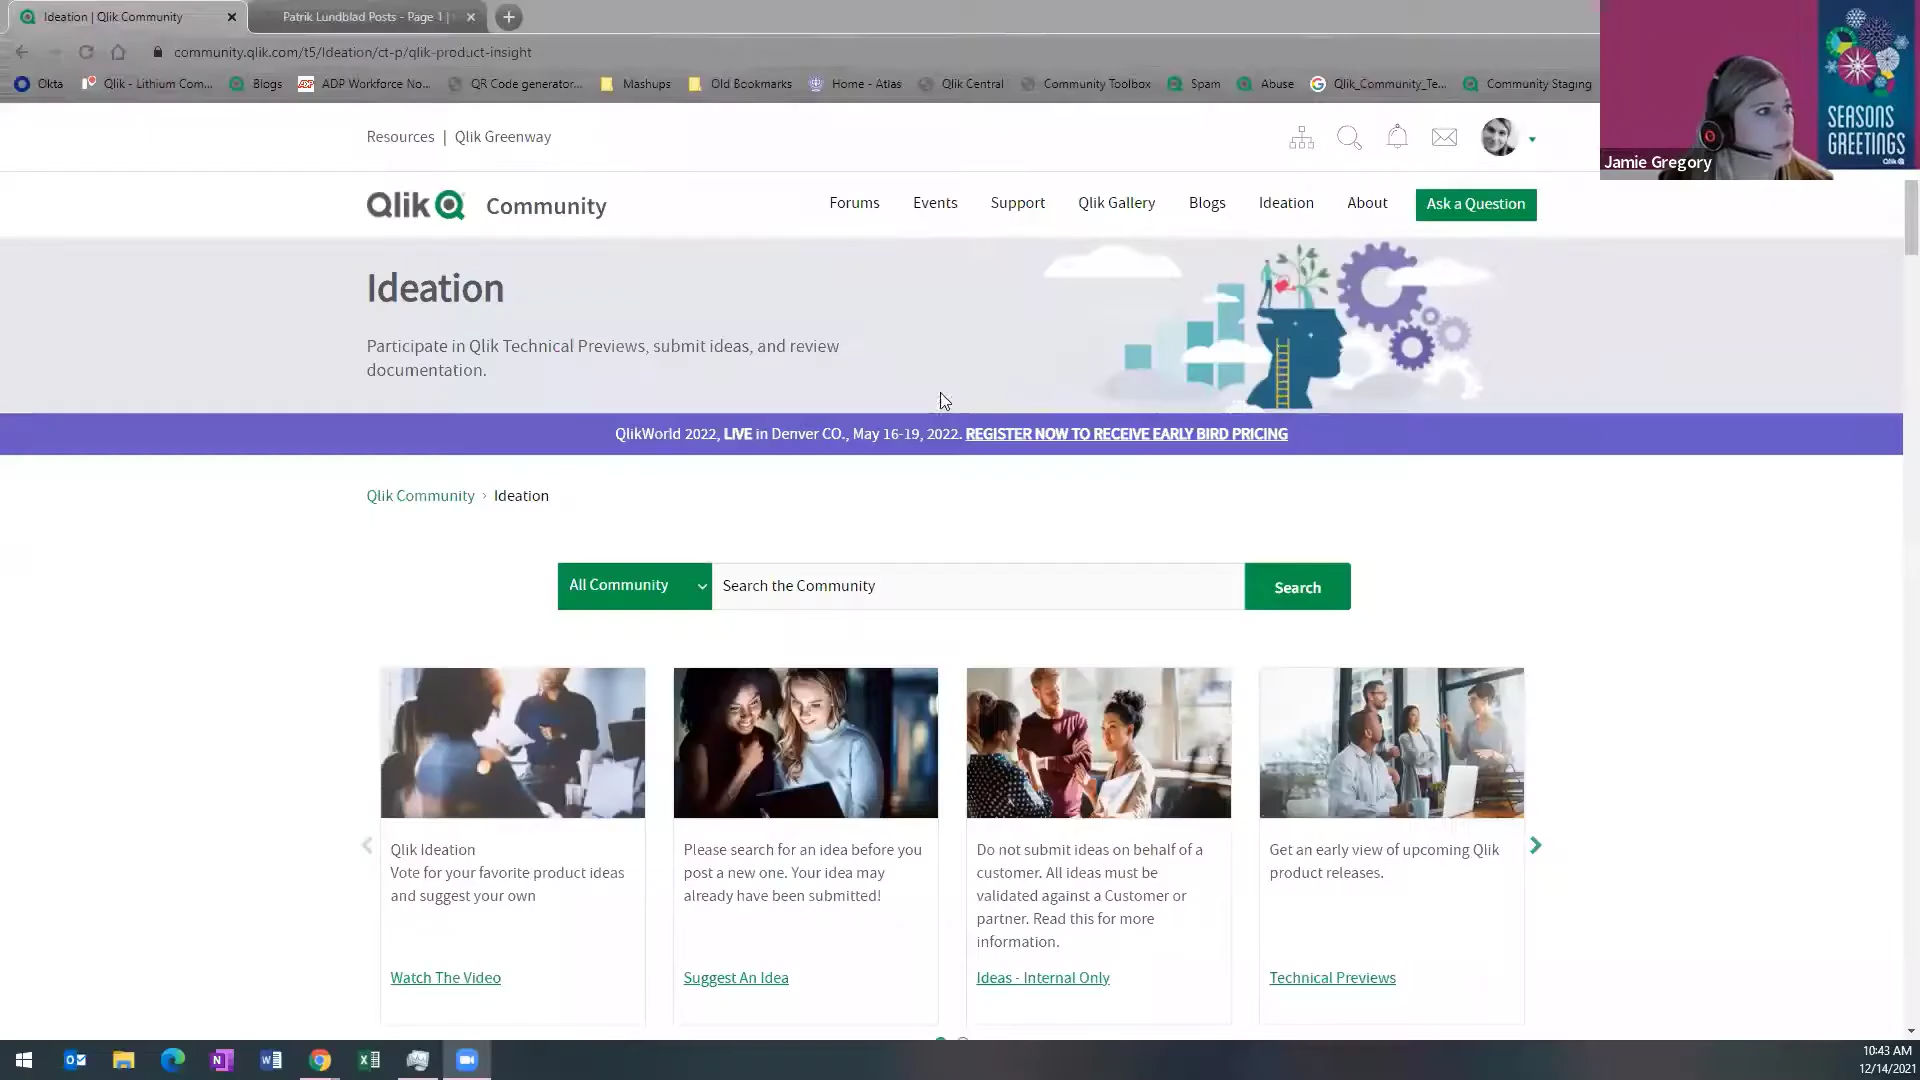 Ideation | Qlik Community
Patrik Lundblad Posts - Page 1 |
community.qlik.com/t5/Ideation/ct-p/qlik-product-insight
Okta
Qlik - Lithium Com...
Blogs
ADP Workforce No...
QR Code generator...
Mashups
Old Bookmarks
Home - Atlas
Qlik Central
Community Toolbox
Spam
Abuse
Qlik_Community_Te...
Community Staging
SEASONS
GREETINGS
Qlik
Jamie Gregory
Resources | Qlik Greenway
Qlik Community
Forums
Events
Support
Qlik Gallery
Blogs
Ideation
About
Ask a Question
Ideation
Participate in Qlik Technical Previews, submit ideas, and review
documentation.
QlikWorld 2022, LIVE in Denver CO., May 16-19, 2022. REGISTER NOW TO RECEIVE EARLY BIRD PRICING
Qlik Community › Ideation
All Community
Search the Community
Search
Qlik Ideation
Vote for your favorite product ideas
and suggest your own
Watch The Video
Please search for an idea before you
post a new one. Your idea may
already have been submitted!
Suggest An Idea
Do not submit ideas on behalf of a
customer. All ideas must be
validated against a Customer or
partner. Read this for more
information.
Ideas - Internal Only
Get an early view of upcoming Qlik
product releases.
Technical Previews
10:43 AM
12/14/2021